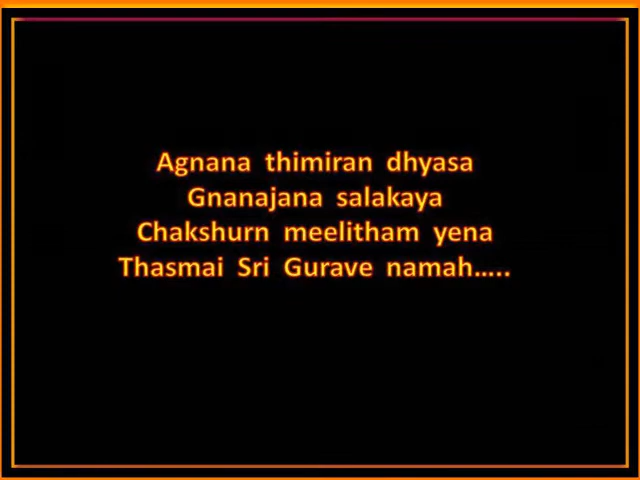 Agnana thimiran dhyasa
Gnanajana salakaya
Chakshurn meelitham yena
Thasmai Sri Gurave namah.....